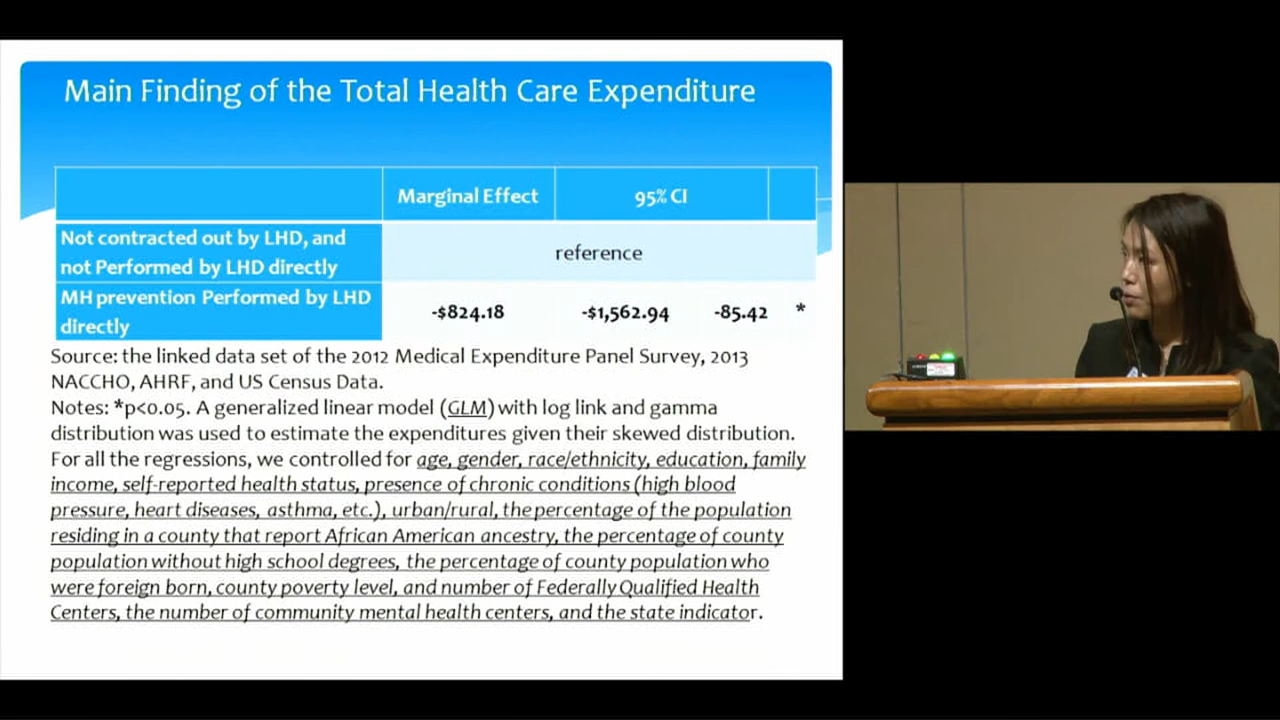 Main Finding of the Total Health Care Expenditure
Marginal Effect 95% CI
Not contracted out by LHD, and
not Performed by LHD directly
reference
MH prevention Performed by LHD
directly
-$824.18 -$1,562.94 -85.42 *
Source: the linked data set of the 2012 Medical Expenditure Panel Survey, 2013
NACCHO, AHRF, and US Census Data.
Notes: *p<0.05. A generalized linear model (GLM) with log link and gamma
distribution was used to estimate the expenditures given their skewed distribution.
For all the regressions, we controlled for age, gender, race/ethnicity, education, family
income, self-reported health status, presence of chronic conditions (high blood
pressure, heart diseases, asthma, etc.), urban/rural, the percentage of the population
residing in a county that report African American ancestry, the percentage of county
population without high school degrees, the percentage of county population who
were foreign born, county poverty level, and number of Federally Qualified Health
Centers, the number of community mental health centers, and the state indicator.